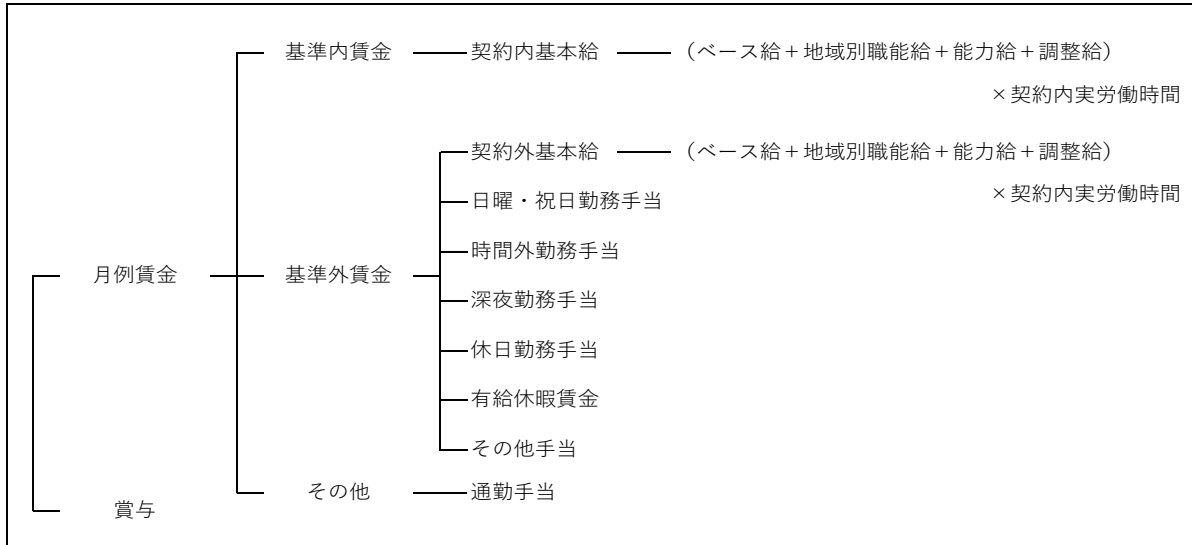 基準内賃金 契約内基本給 (ベース給+地域別職能給+能力給+調整給)
×契約内実労働時間
契約外基本給 (ベース給+地域別職能給+能力給+調整給)
×契約内実労働時間
日曜・祝日勤務手当
時間外勤務手当
月例賃金 基準外賃金
深夜勤務手当
休日勤務手当
有給休暇賃金
その他手当
その他 通勤手当
賞与